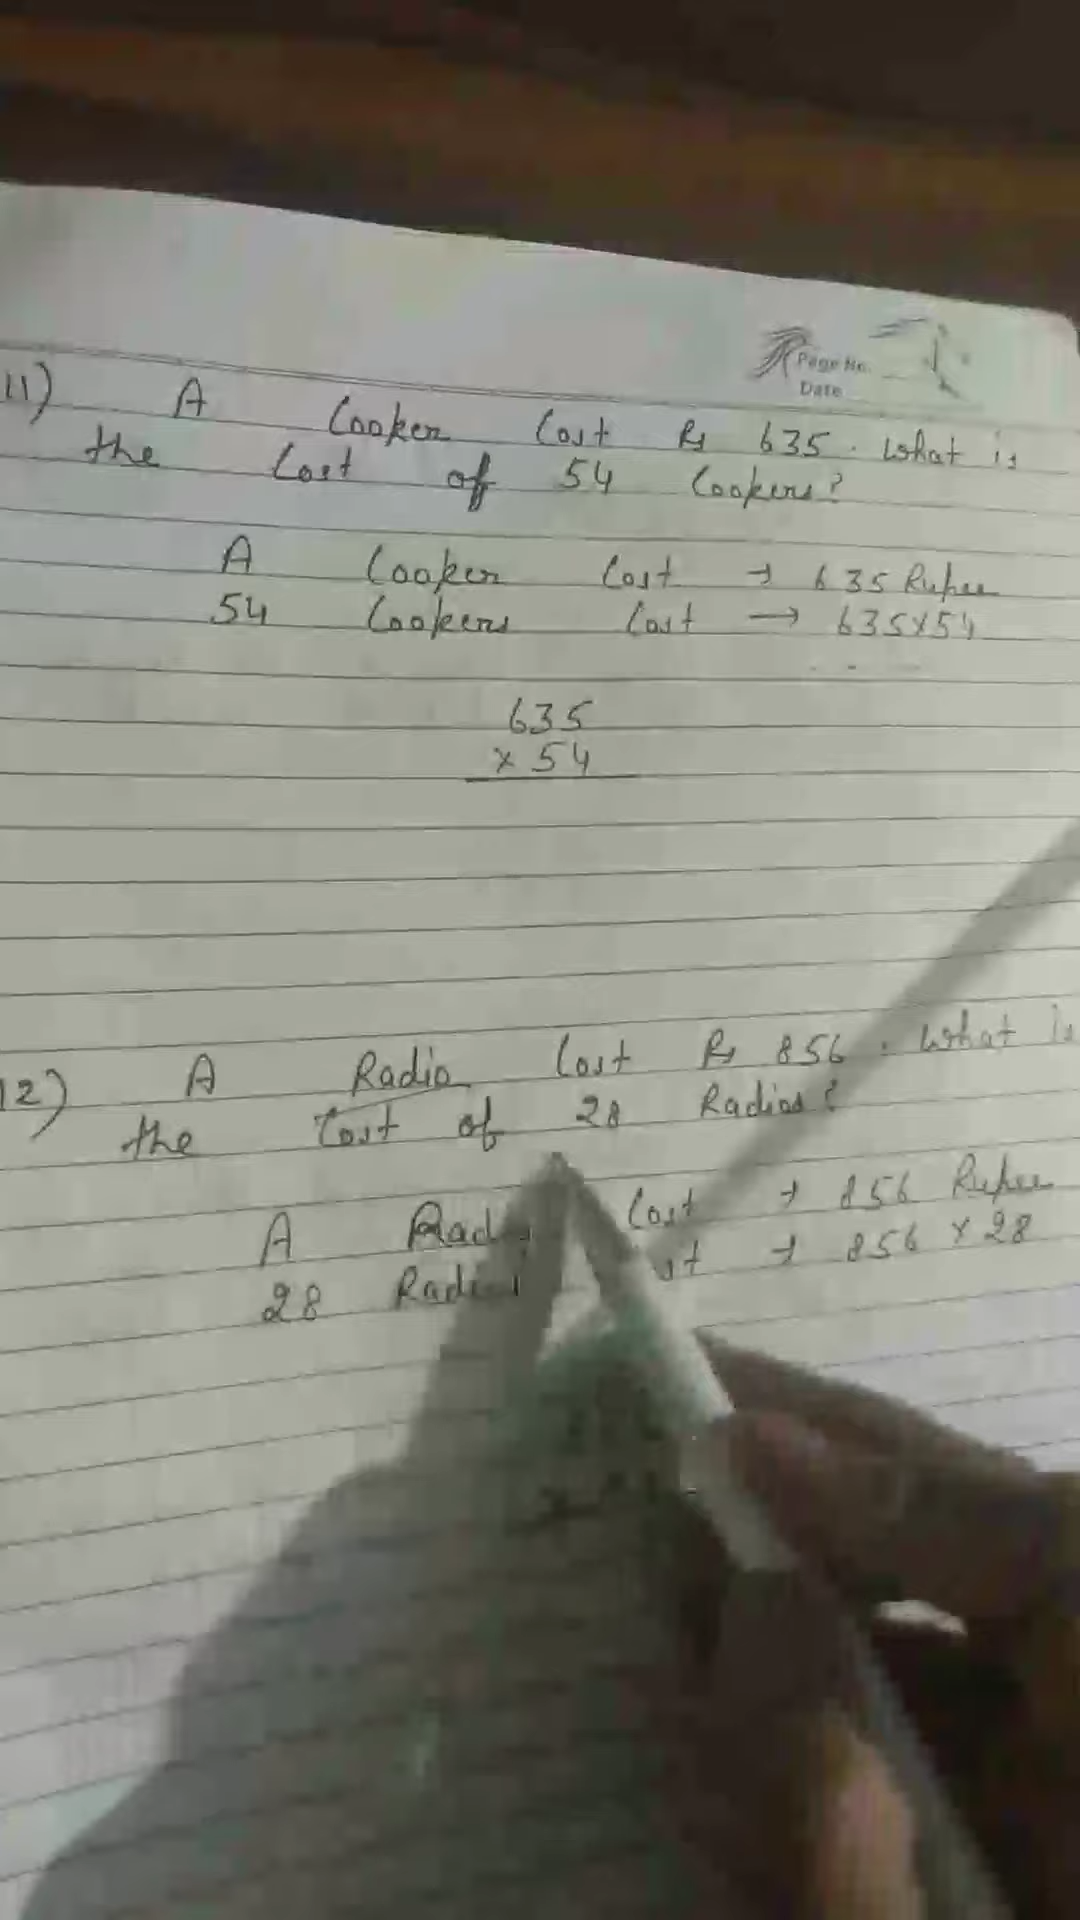 Page No.
Date
11) A Cooker Cost Rs 635. What is
the Cost of 54 Cookers?
A Cooker Cost → 635 Rupee
54 Cookers Cost → 635x54
635
x 54
12) A Radio Cost Rs 856. What is
the Cost of 28 Radios?
A Cost → 856 Rupee
28 → 856 x 28